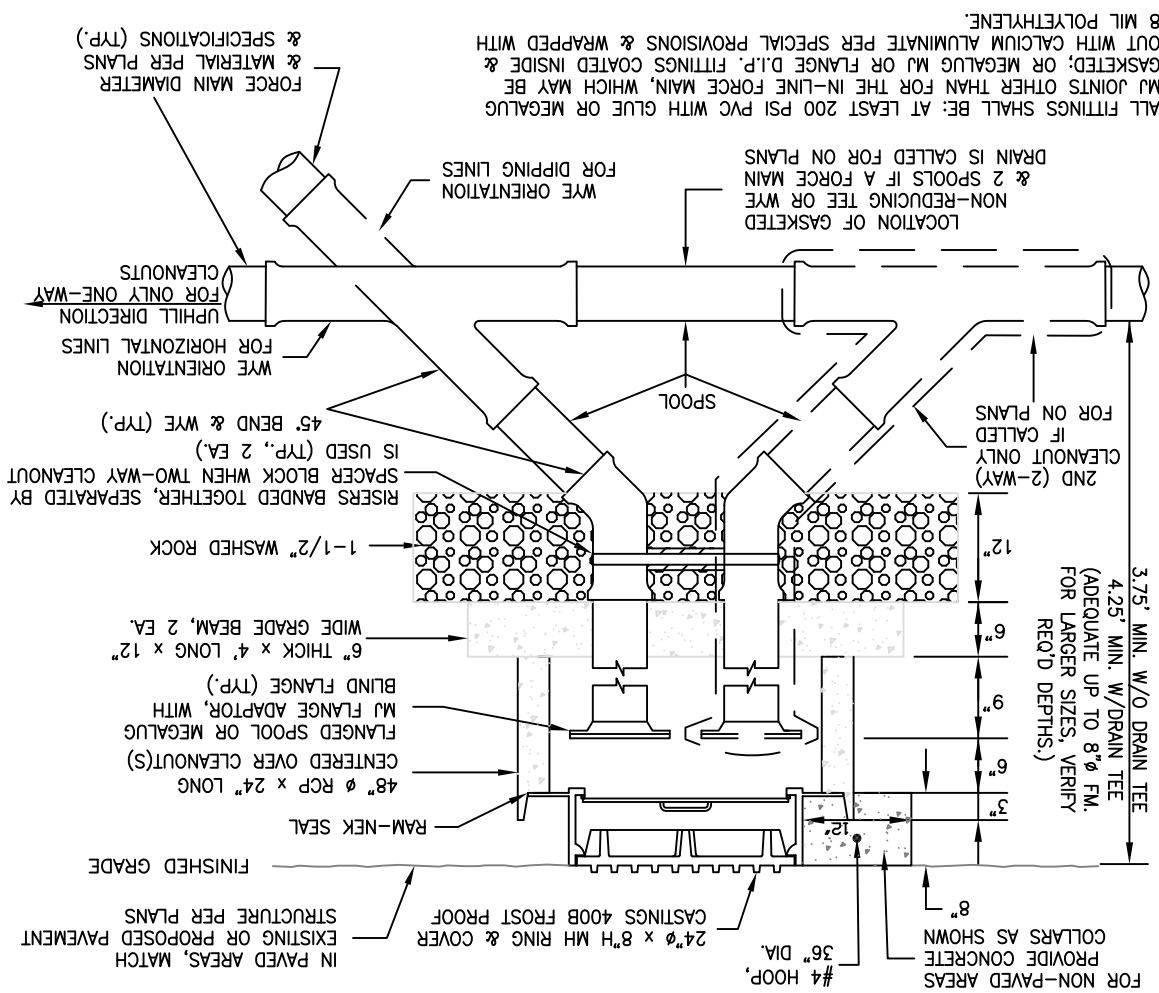 FOR NON-PAVED AREAS
PROVIDE CONCRETE
COLLARS AS SHOWN
#4 HOOP,
36" DIA.
24"ø x 8"H MH RING & COVER
CASTINGS 400B FROST PROOF
IN PAVED AREAS, MATCH
EXISTING OR PROPOSED PAVEMENT
STRUCTURE PER PLANS
8"
FINISHED GRADE
12"
3"
RAM-NEK SEAL
6"
48" ø RCP x 24" LONG
CENTERED OVER CLEANOUT(S)
9"
FLANGED SPOOL OR MEGALUG
MJ FLANGE ADAPTOR, WITH
BLIND FLANGE (TYP.)
6"
6" THICK x 4' LONG x 12"
WIDE GRADE BEAM, 2 EA.
3.75' MIN. W/O DRAIN TEE
4.25' MIN. W/DRAIN TEE
(ADEQUATE UP TO 8"ø FM.
FOR LARGER SIZES, VERIFY
REQ'D DEPTHS.)
12"
1-1/2" WASHED ROCK
RISERS BANDED TOGETHER, SEPARATED BY
SPACER BLOCK WHEN TWO-WAY CLEANOUT
IS USED (TYP., 2 EA.)
2ND (2-WAY)
CLEANOUT ONLY
IF CALLED
FOR ON PLANS
45° BEND & WYE (TYP.)
SPOOL
WYE ORIENTATION
FOR HORIZONTAL LINES
UPHILL DIRECTION
FOR ONLY ONE-WAY
CLEANOUTS
LOCATION OF GASKETED
NON-REDUCING TEE OR WYE
& 2 SPOOLS IF A FORCE MAIN
DRAIN IS CALLED FOR ON PLANS
WYE ORIENTATION
FOR DIPPING LINES
FORCE MAIN DIAMETER
& MATERIAL PER PLANS
& SPECIFICATIONS (TYP.)
ALL FITTINGS SHALL BE: AT LEAST 200 PSI PVC WITH GLUE OR MEGALUG
MJ JOINTS OTHER THAN FOR THE IN-LINE FORCE MAIN, WHICH MAY BE
GASKETED; OR MEGALUG MJ OR FLANGE D.I.P. FITTINGS COATED INSIDE &
OUT WITH CALCIUM ALUMINATE PER SPECIAL PROVISIONS & WRAPPED WITH
8 MIL POLYETHYLENE.